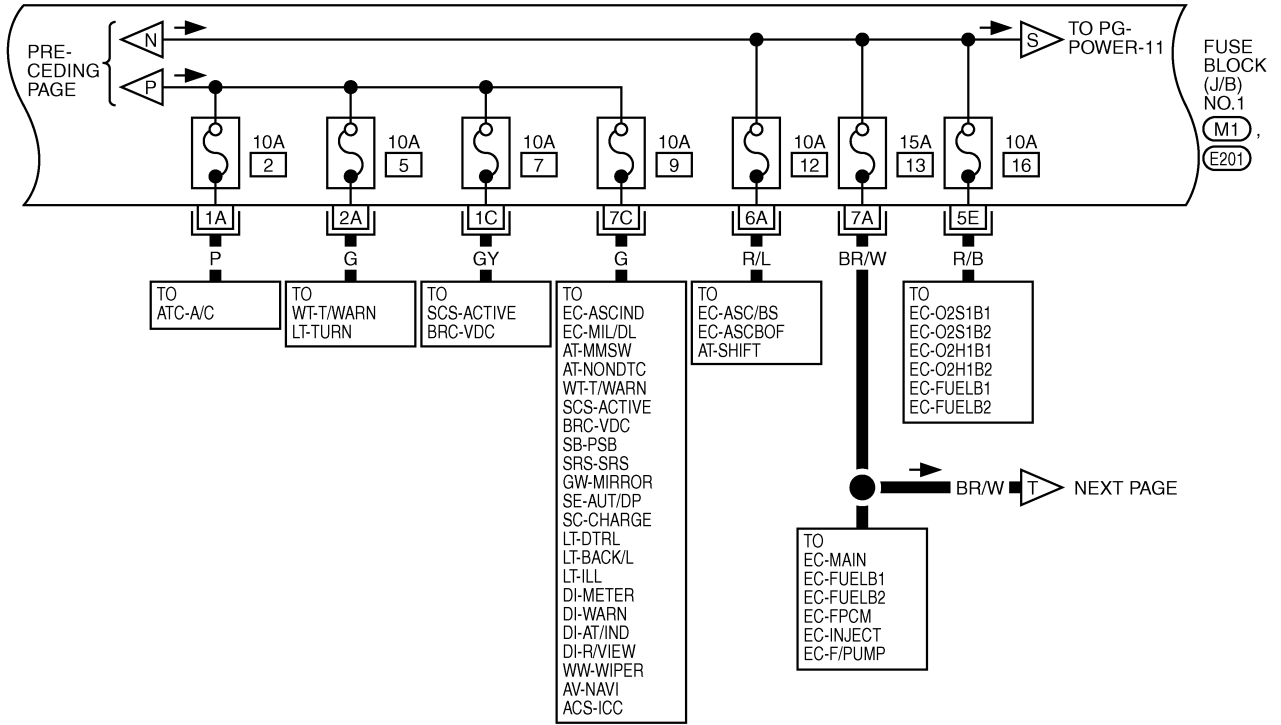 PRE-
CEDING
PAGE
N
P
S
TO PG-
POWER-11
FUSE
BLOCK
(J/B)
NO.1
M1 ,
E201
10A
2
10A
5
10A
7
10A
9
10A
12
15A
13
10A
16
1A
2A
1C
7C
6A
7A
5E
P
G
GY
G
R/L
BR/W
R/B
TO
ATC-A/C
TO
WT-T/WARN
LT-TURN
TO
SCS-ACTIVE
BRC-VDC
TO
EC-ASCIND
EC-MIL/DL
AT-MMSW
AT-NONDTC
WT-T/WARN
SCS-ACTIVE
BRC-VDC
SB-PSB
SRS-SRS
GW-MIRROR
SE-AUT/DP
SC-CHARGE
LT-DTRL
LT-BACK/L
LT-ILL
DI-METER
DI-WARN
DI-AT/IND
DI-R/VIEW
WW-WIPER
AV-NAVI
ACS-ICC
TO
EC-ASC/BS
EC-ASCBOF
AT-SHIFT
TO
EC-O2S1B1
EC-O2S1B2
EC-O2H1B1
EC-O2H1B2
EC-FUELB1
EC-FUELB2
BR/W
T
NEXT PAGE
TO
EC-MAIN
EC-FUELB1
EC-FUELB2
EC-FPCM
EC-INJECT
EC-F/PUMP